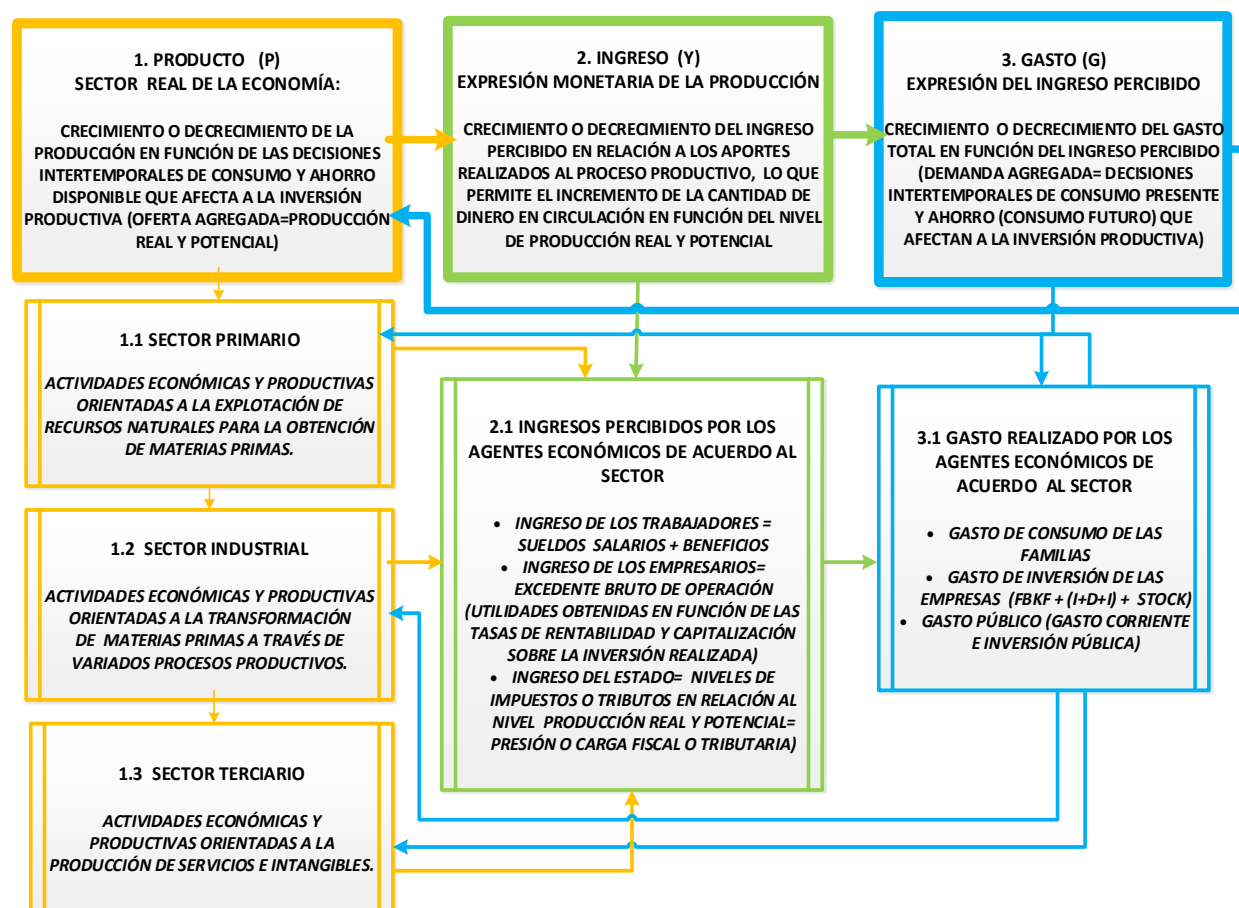 1. PRODUCTO (P)
SECTOR REAL DE LA ECONOMÍA:
CRECIMIENTO O DECRECIMIENTO DE LA
PRODUCCIÓN EN FUNCIÓN DE LAS DECISIONES
INTERTEMPORALES DE CONSUMO Y AHORRO
DISPONIBLE QUE AFECTA A LA INVERSIÓN
PRODUCTIVA (OFERTA AGREGADA=PRODUCCIÓN
REAL Y POTENCIAL)
2. INGRESO (Y)
EXPRESIÓN MONETARIA DE LA PRODUCCIÓN
CRECIMIENTO O DECRECIMIENTO DEL INGRESO
PERCIBIDO EN RELACIÓN A LOS APORTES
REALIZADOS AL PROCESO PRODUCTIVO, LO QUE
PERMITE EL INCREMENTO DE LA CANTIDAD DE
DINERO EN CIRCULACIÓN EN FUNCIÓN DEL NIVEL
DE PRODUCCIÓN REAL Y POTENCIAL
3. GASTO (G)
EXPRESIÓN DEL INGRESO PERCIBIDO
CRECIMIENTO O DECRECIMIENTO DEL GASTO
TOTAL EN FUNCIÓN DEL INGRESO PERCIBIDO
(DEMANDA AGREGADA= DECISIONES
INTERTEMPORALES DE CONSUMO PRESENTE
Y AHORRO (CONSUMO FUTURO) QUE
AFECTAN A LA INVERSIÓN PRODUCTIVA)
1.1 SECTOR PRIMARIO
ACTIVIDADES ECONÓMICAS Y PRODUCTIVAS
ORIENTADAS A LA EXPLOTACIÓN DE
RECURSOS NATURALES PARA LA OBTENCIÓN
DE MATERIAS PRIMAS.
1.2 SECTOR INDUSTRIAL
ACTIVIDADES ECONÓMICAS Y PRODUCTIVAS
ORIENTADAS A LA TRANSFORMACIÓN
DE MATERIAS PRIMAS A TRAVÉS DE
VARIADOS PROCESOS PRODUCTIVOS.
1.3 SECTOR TERCIARIO
ACTIVIDADES ECONÓMICAS Y
PRODUCTIVAS ORIENTADAS A LA
PRODUCCIÓN DE SERVICIOS E INTANGIBLES.
2.1 INGRESOS PERCIBIDOS POR LOS
AGENTES ECONÓMICOS DE ACUERDO AL
SECTOR
• INGRESO DE LOS TRABAJADORES =
SUELDOS SALARIOS + BENEFICIOS
• INGRESO DE LOS EMPRESARIOS=
EXCEDENTE BRUTO DE OPERACIÓN
(UTILIDADES OBTENIDAS EN FUNCIÓN DE LAS
TASAS DE RENTABILIDAD Y CAPITALIZACIÓN
SOBRE LA INVERSIÓN REALIZADA)
• INGRESO DEL ESTADO= NIVELES DE
IMPUESTOS O TRIBUTOS EN RELACIÓN AL
NIVEL PRODUCCIÓN REAL Y POTENCIAL=
PRESIÓN O CARGA FISCAL O TRIBUTARIA)
3.1 GASTO REALIZADO POR LOS
AGENTES ECONÓMICOS DE
ACUERDO AL SECTOR
• GASTO DE CONSUMO DE LAS
FAMILIAS
• GASTO DE INVERSIÓN DE LAS
EMPRESAS (FBKF + (I+D+I) + STOCK)
• GASTO PÚBLICO (GASTO CORRIENTE
E INVERSIÓN PÚBLICA)